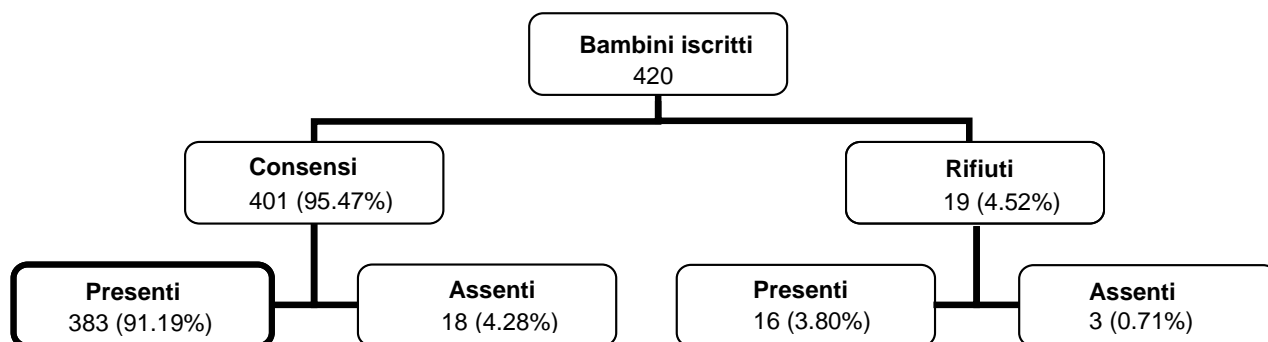 Bambini iscritti
420
Consensi
401 (95.47%)
Rifiuti
19 (4.52%)
Presenti
383 (91.19%)
Assenti
18 (4.28%)
Presenti
16 (3.80%)
Assenti
3 (0.71%)